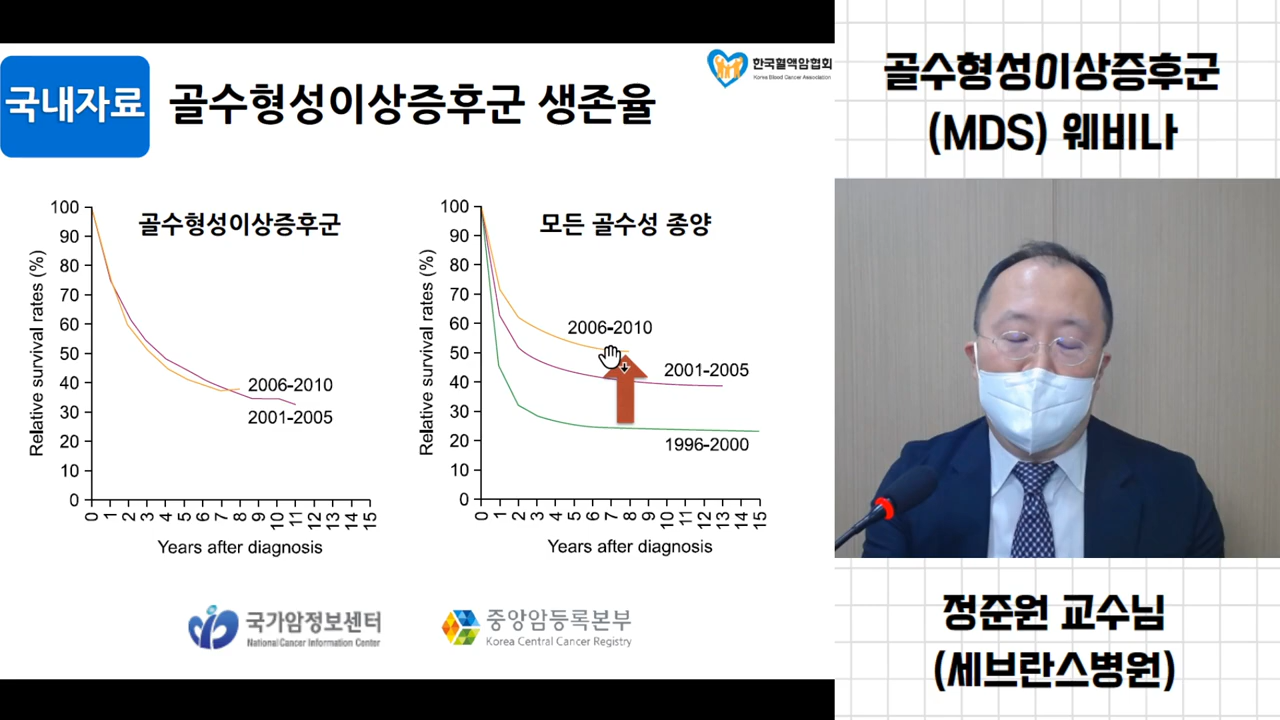 국내자료
골수형성이상증후군 생존율
한국혈액암협회
Korea Blood Cancer Association
골수형성이상증후군
(MDS) 웨비나
골수형성이상증후군
Relative survival rates (%)
100
90
80
70
60
50
40
30
20
10
0
2006-2010
2001-2005
0 1 2 3 4 5 6 7 8 9 10 11 12 13 14 15
Years after diagnosis
모든 골수성 종양
Relative survival rates (%)
100
90
80
70
60
50
40
30
20
10
0
2006-2010
2001-2005
1996-2000
0 1 2 3 4 5 6 7 8 9 10 11 12 13 14 15
Years after diagnosis
국가암정보센터
National Cancer Information Center
중앙암등록본부
Korea Central Cancer Registry
정준원 교수님
(세브란스병원)